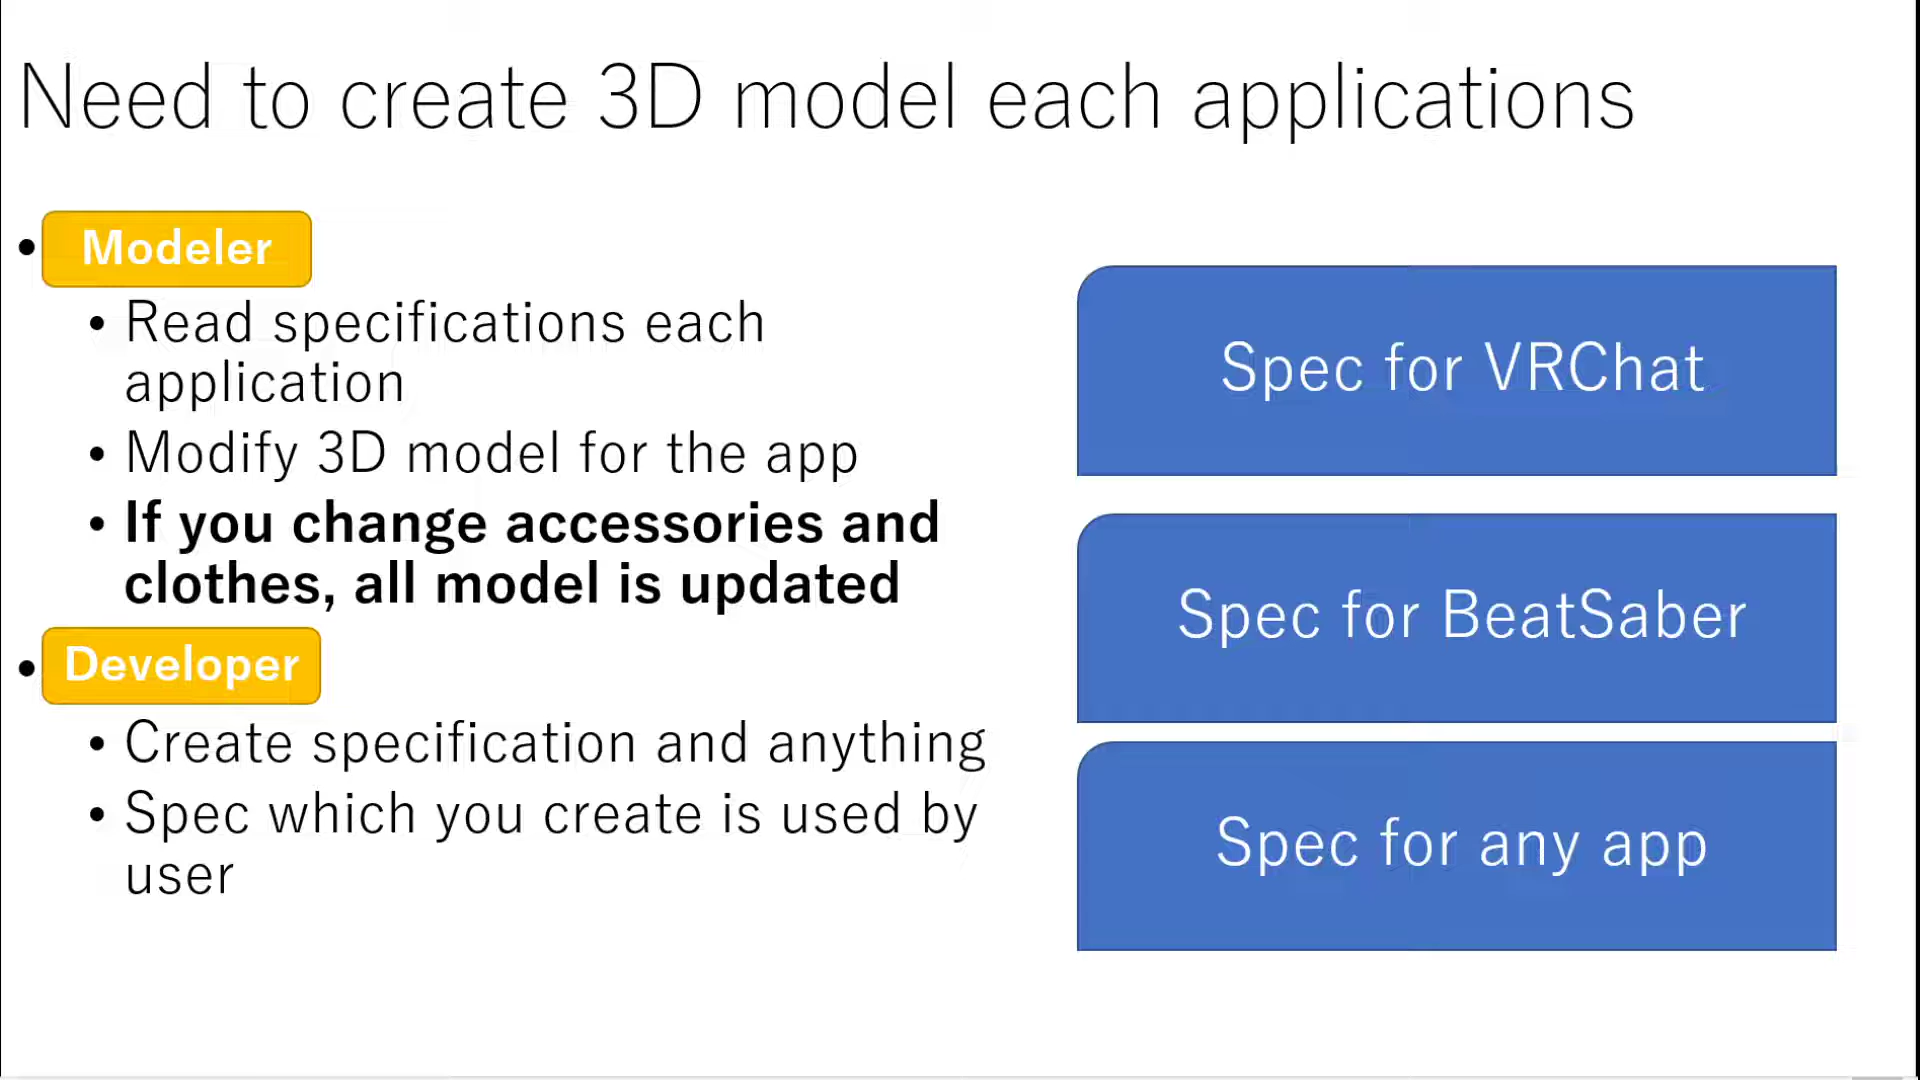 Need to create 3D model each applications
• Modeler
• Read specifications each
application
• Modify 3D model for the app
• If you change accessories and
clothes, all model is updated
• Developer
• Create specification and anything
• Spec which you create is used by
user
Spec for VRChat
Spec for BeatSaber
Spec for any app